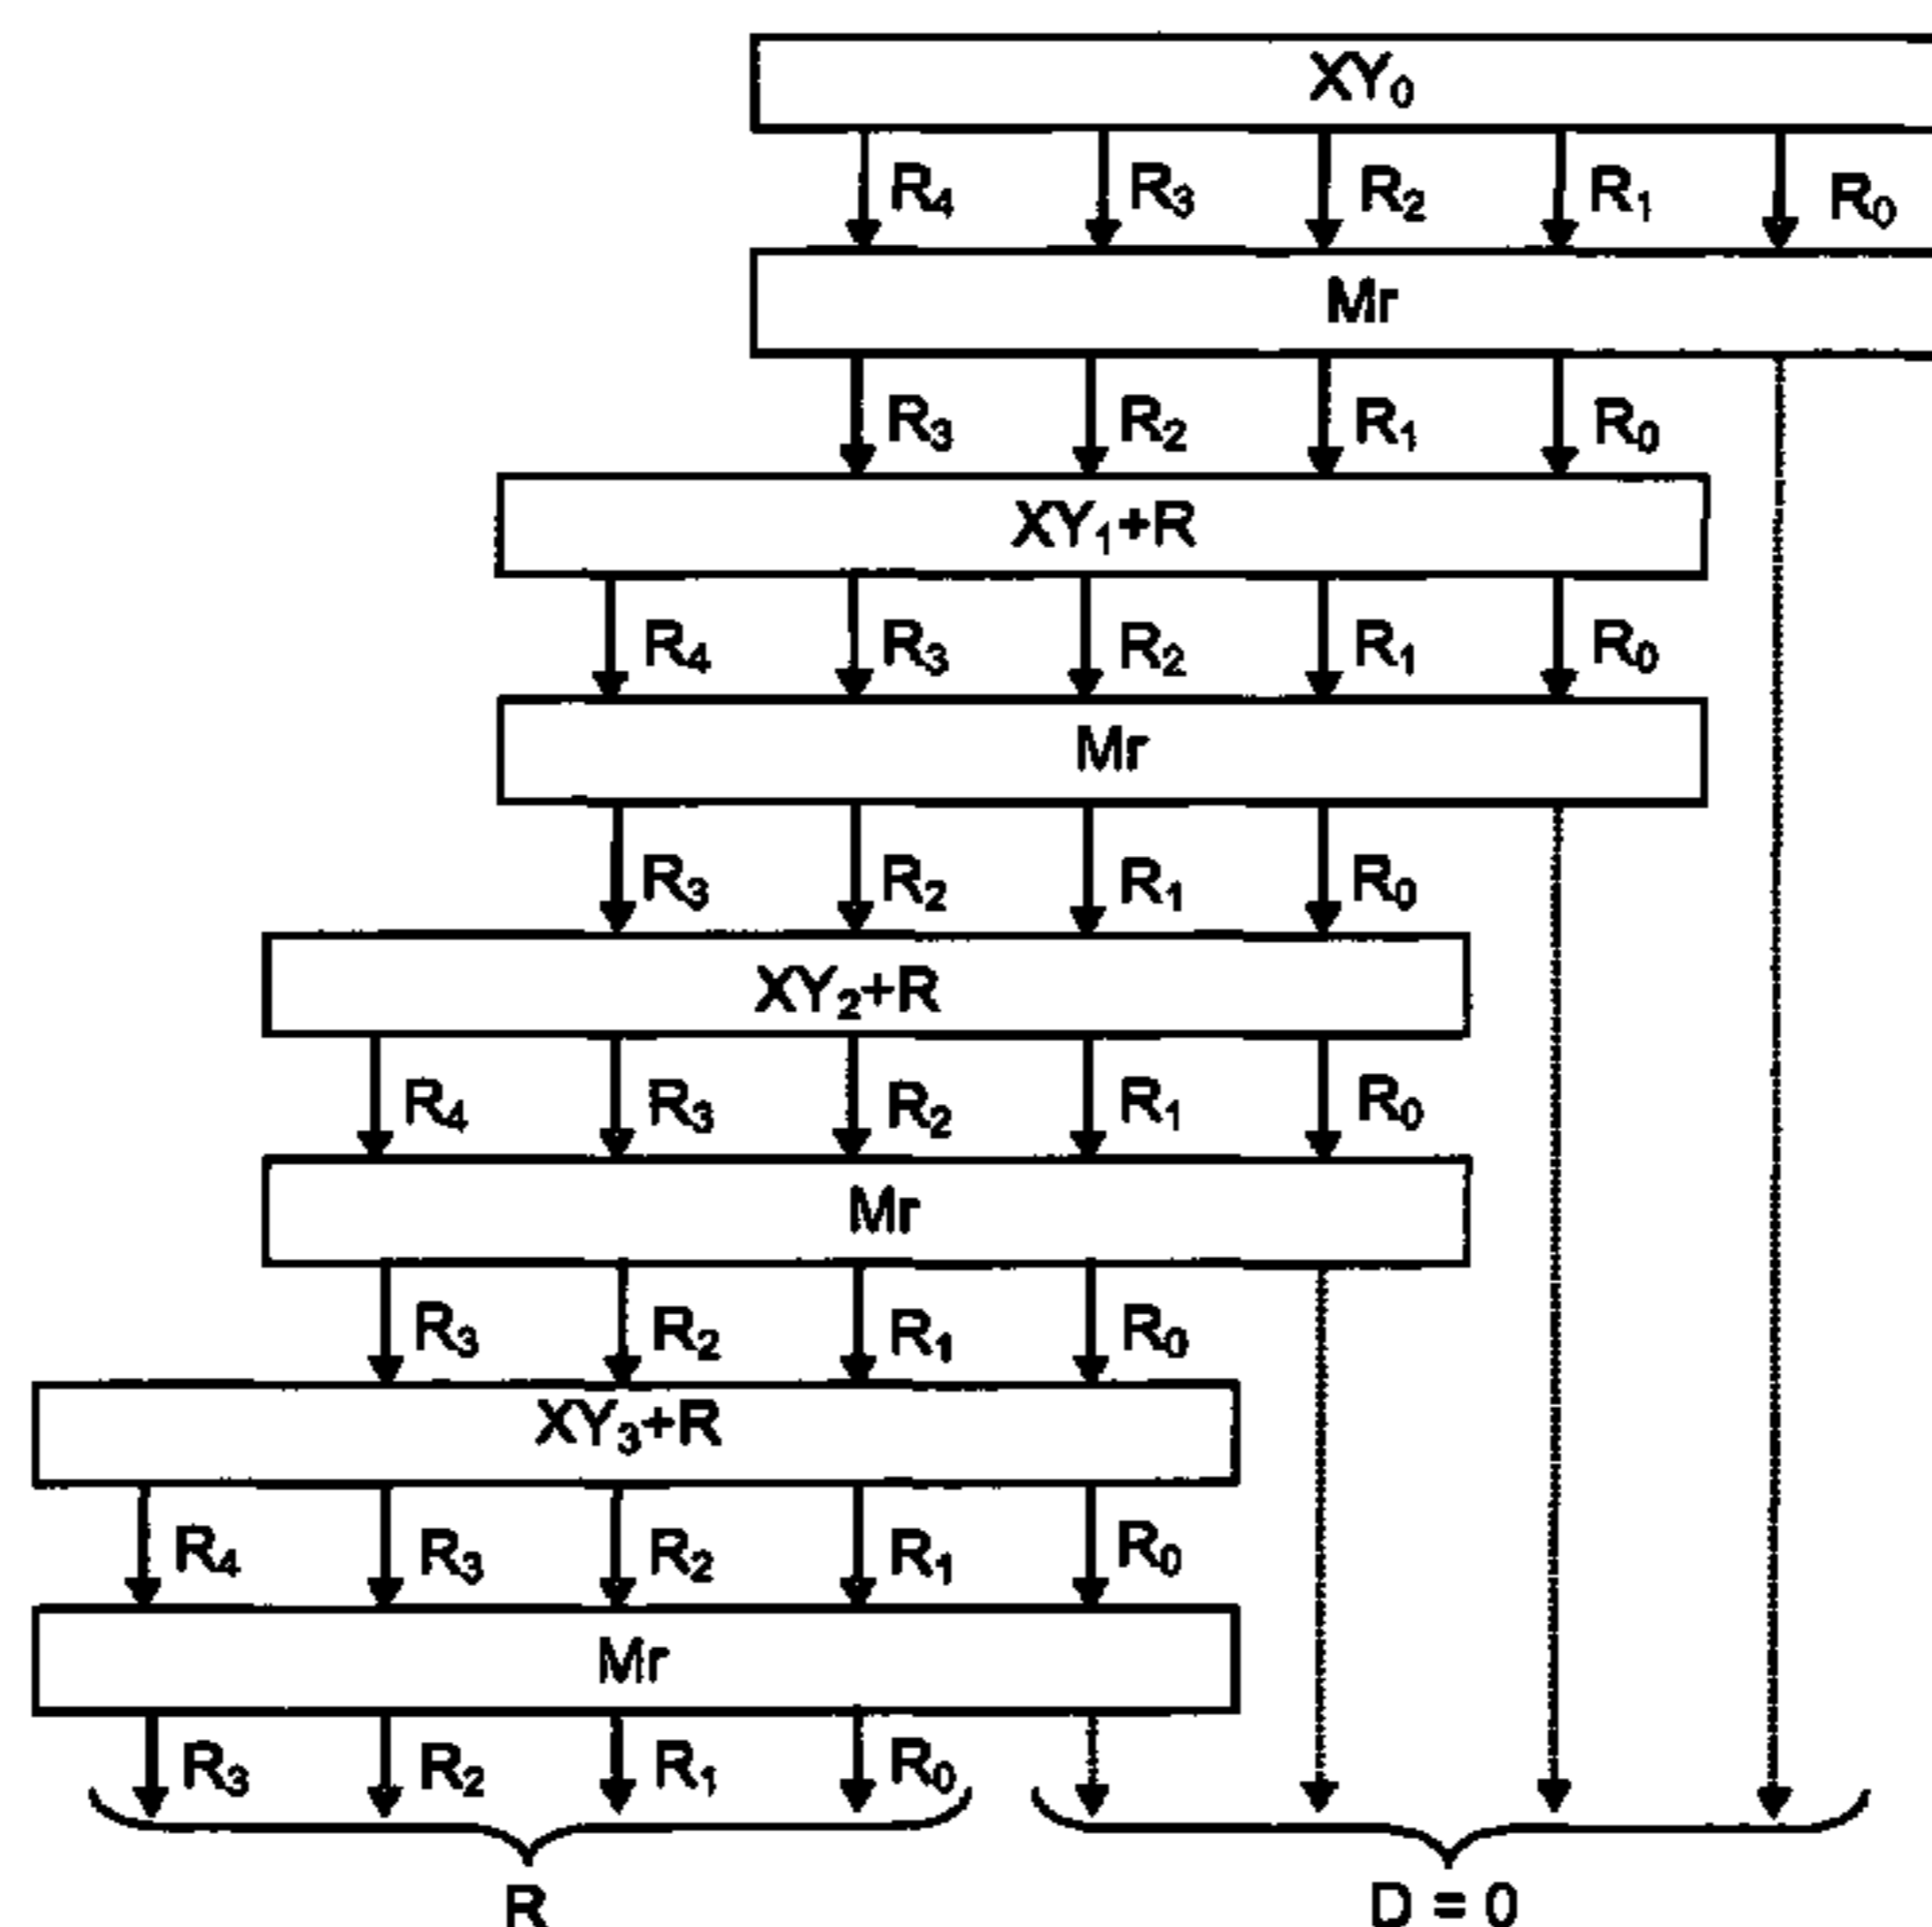 XY₀
R₄ R₃ R₂ R₁ R₀
Mr
R₃ R₂ R₁ R₀
XY₁+R
R₄ R₃ R₂ R₁ R₀
Mr
R₃ R₂ R₁ R₀
XY₂+R
R₄ R₃ R₂ R₁ R₀
Mr
R₃ R₂ R₁ R₀
XY₃+R
R₄ R₃ R₂ R₁ R₀
Mr
R₃ R₂ R₁ R₀
R D = 0